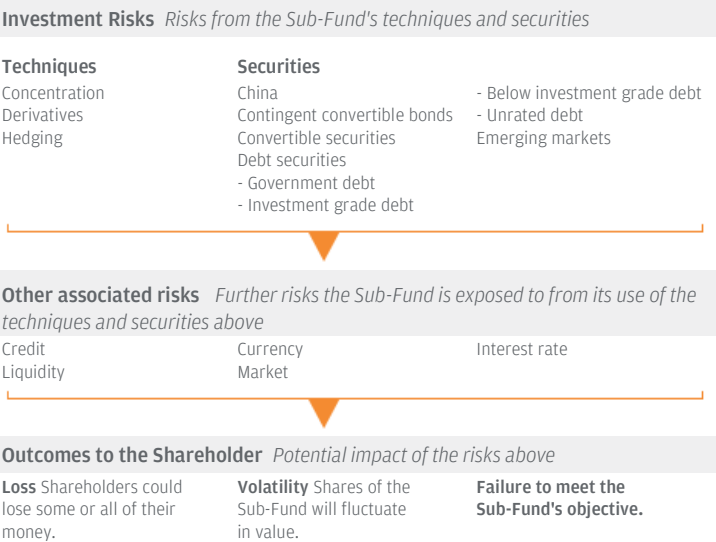 Investment Risks Risks from the Sub-Fund's techniques and securities
Techniques
Concentration
Derivatives
Hedging
Securities
China
Contingent convertible bonds
Convertible securities
Debt securities
- Government debt
- Investment grade debt
- Below investment grade debt
- Unrated debt
Emerging markets
Other associated risks Further risks the Sub-Fund is exposed to from its use of the
techniques and securities above
Credit
Liquidity
Currency
Market
Interest rate
Outcomes to the Shareholder Potential impact of the risks above
Loss Shareholders could
lose some or all of their
money.
Volatility Shares of the
Sub-Fund will fluctuate
in value.
Failure to meet the
Sub-Fund's objective.